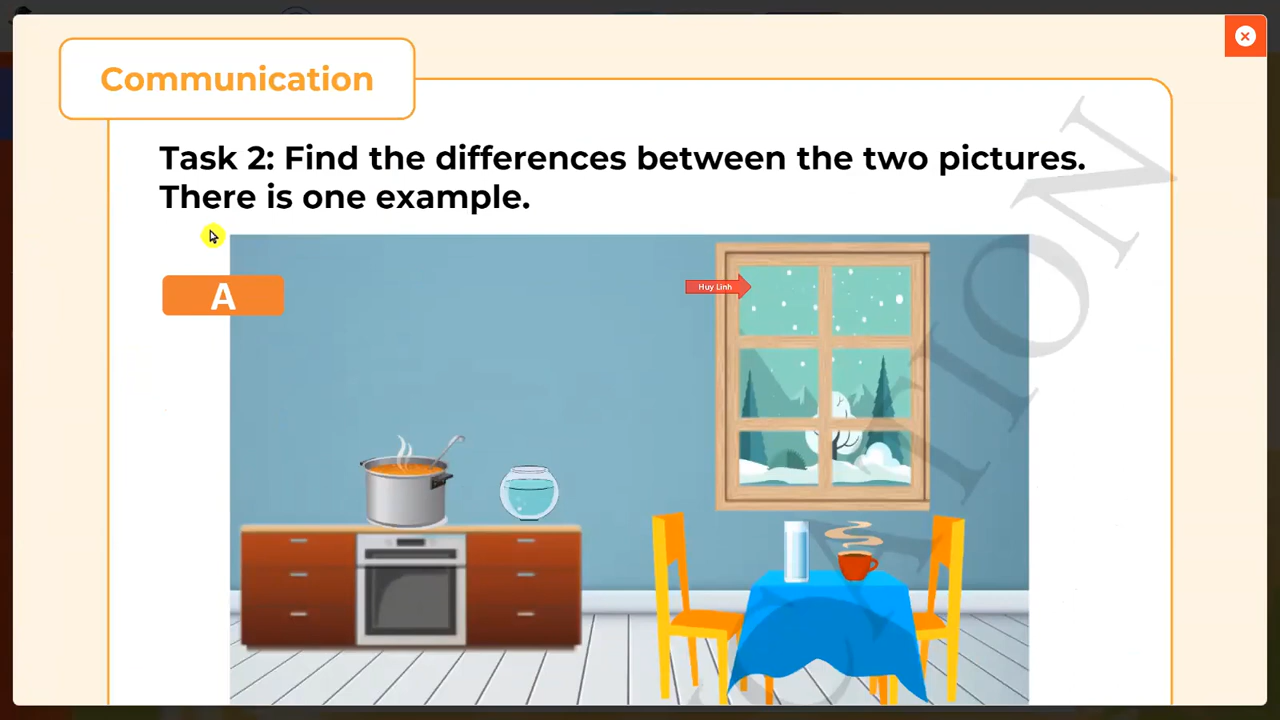 Communication
Task 2: Find the differences between the two pictures.
There is one example.
A
Huy Linh